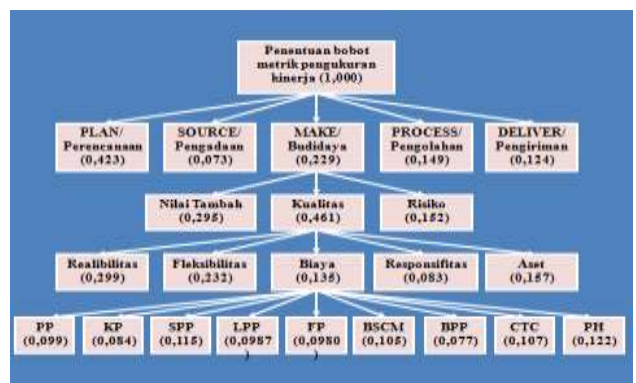 Penentuan bobot
metrik pengukuran
kinerja (1,000)
PLAN/
Perencanaan
(0,423)
SOURCE/
Pengadaan
(0,073)
MAKE/
Budidaya
(0,229)
PROCESS/
Pengolahan
(0,149)
DELIVER/
Pengiriman
(0,124)
Nilai Tambah
(0,295)
Kualitas
(0,461)
Risiko
(0,152)
Realibilitas
(0,299)
Fleksibilitas
(0,232)
Biaya
(0,135)
Responsifitas
(0,083)
Aset
(0,157)
PP
(0,099)
KP
(0,084)
SPP
(0,115)
LPP
(0,0987
)
FP
(0,0980
)
BSCM
(0,105)
BPP
(0,077)
CTC
(0,107)
PH
(0,122)